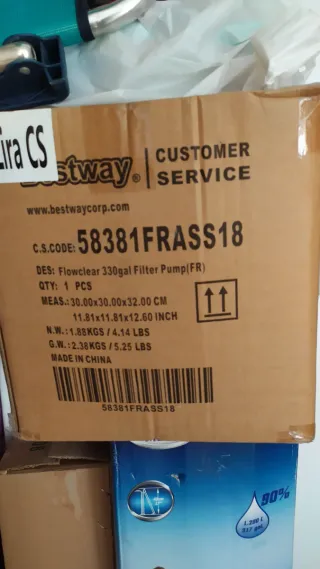 Eira CS
Bestway® CUSTOMER
SERVICE
www.bestwaycorp.com
C.S.CODE: 58381FRASS18
DES: Flowclear 330gal Filter Pump(FR)
QTY: 1 PCS
MEAS.:30.00x30.00x32.00 CM
11.81x11.81x12.60 INCH
N.W.: 1.88KGS / 4.14 LBS
G.W.: 2.38KGS / 5.25 LBS
MADE IN CHINA
58381FRASS18
90%